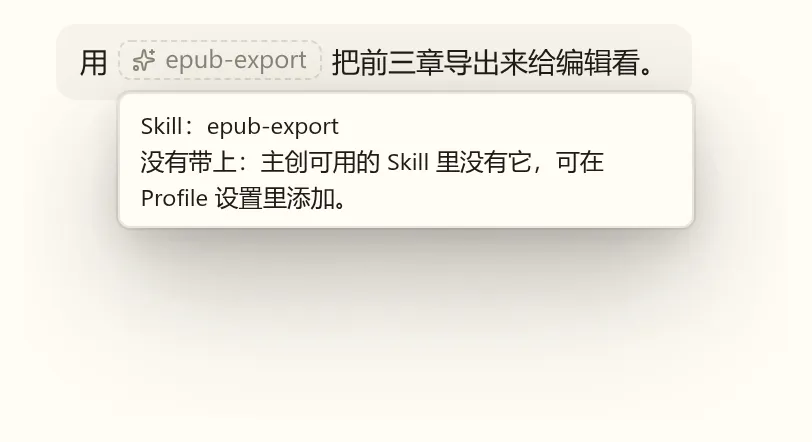 用 epub-export 把前三章导出来给编辑看。
Skill：epub-export
没有带上：主创可用的 Skill 里没有它，可在
Profile 设置里添加。